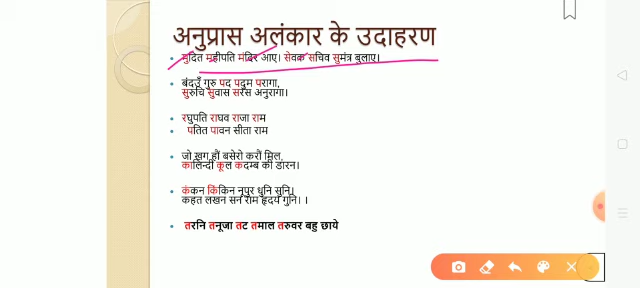 अनुप्रास अलंकार के उदाहरण
मुदित महीपति मंदिर आए। सेवक सचिव सुमंत्र बुलाए।
बंदउँ गुरु पद पदुम परागा,
सुरुचि सुवास सरस अनुरागा।
रघुपति राघव राजा राम
पतित पावन सीता राम
जो खग हौं बसेरो करौं मिल,
कालिन्दी कूल कदम्ब की डारन।
कंकन किंकिन नूपुर धुनि सुनि।
कहत लखन सन राम हृदय गुनि। ।
तरनि तनूजा तट तमाल तरुवर बहु छाये